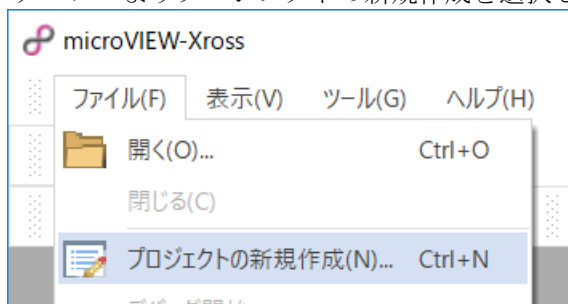 microVIEW-Xross
ファイル(F) 表示(V) ツール(G) ヘルプ(H)
開く(O)... Ctrl+O
閉じる(C)
プロジェクトの新規作成(N)... Ctrl+N